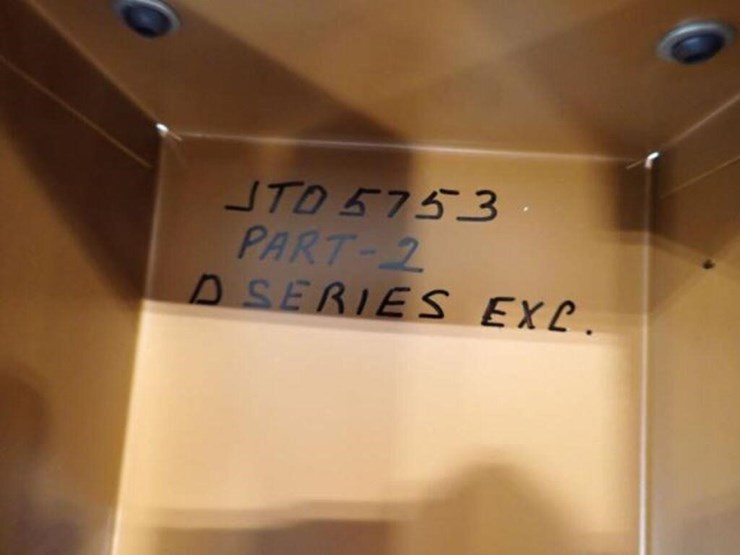 JTD 5753
PART-2
D SERIES EXC.